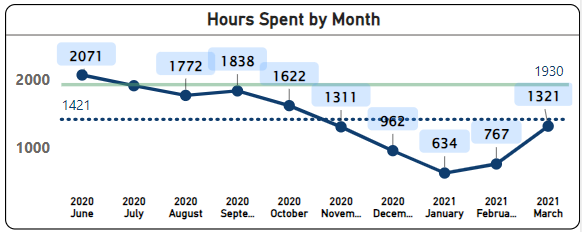 Hours Spent by Month
2071
1772
1838
1622
1311
962
634
767
1930
1321
1421
2000
1000
2020 June
2020 July
2020 August
2020 Septe...
2020 October
2020 Novem...
2020 Decem...
2021 January
2021 Februa...
2021 March